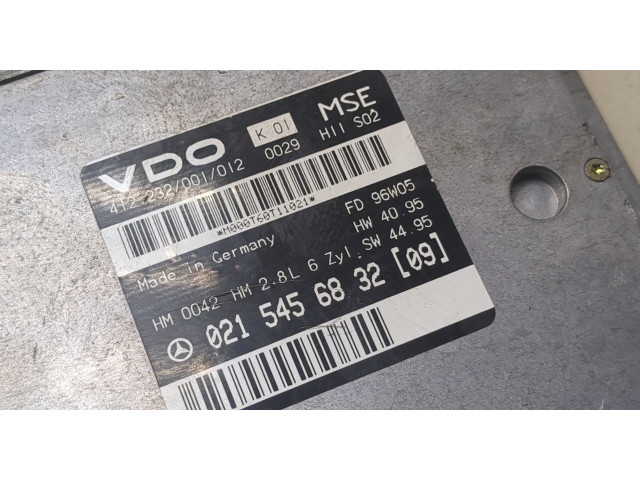 VDO K 01 MSE
412.232/001/012 0029 H11 S02
*M000T60T11021*
Made in Germany FD 96W05
HW 40.95
HM 0042 HM 2.8L 6 Zyl. SW 44.95
021 545 68 32 [09]